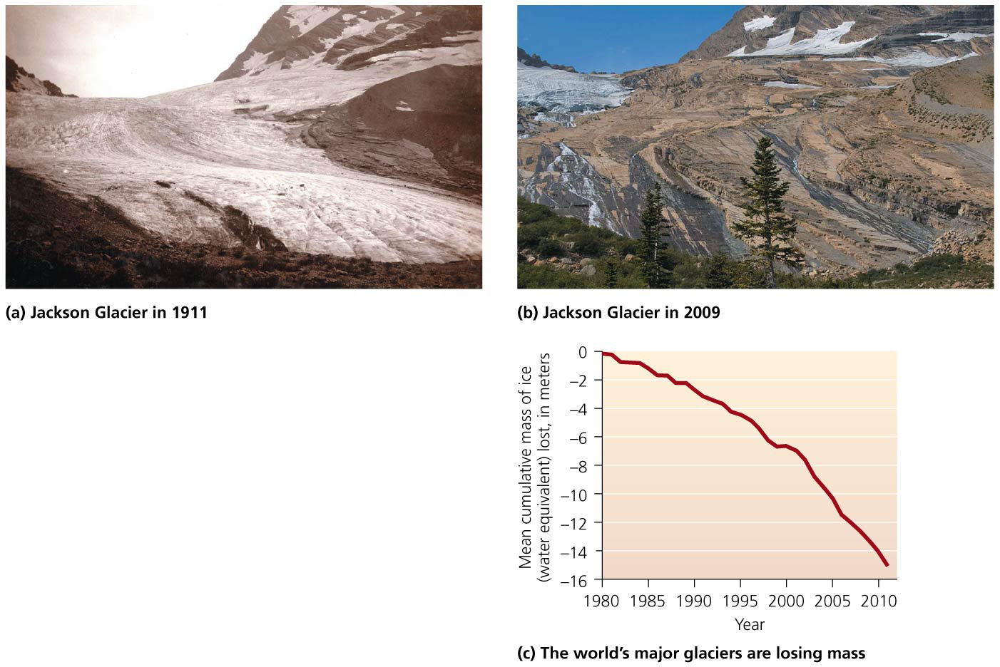 (a) Jackson Glacier in 1911
(b) Jackson Glacier in 2009
Mean cumulative mass of ice
(water equivalent) lost, in meters
0
–2
–4
–6
–8
–10
–12
–14
–16
1980 1985 1990 1995 2000 2005 2010
Year
(c) The world’s major glaciers are losing mass